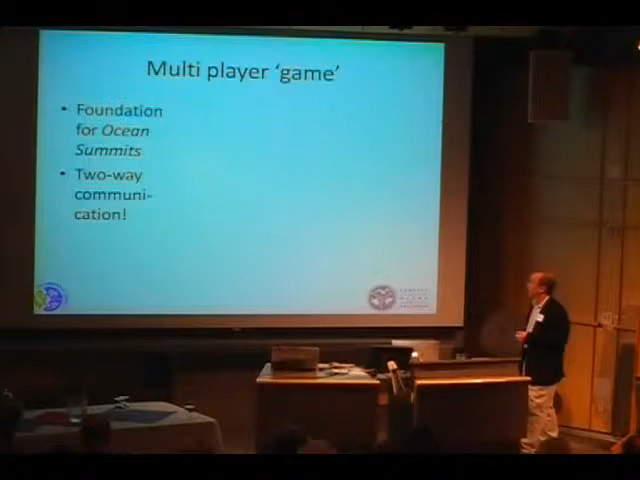 Multi player ‘game’
• Foundation
for Ocean
Summits
• Two-way
communi-
cation!